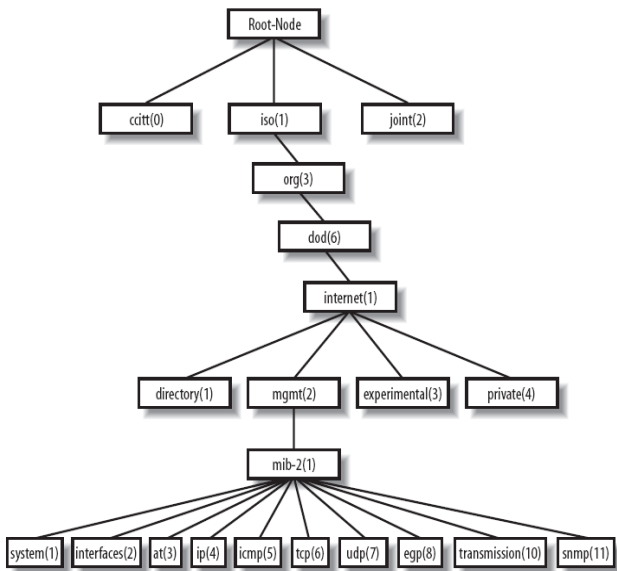 Root-Node
ccitt(0)
iso(1)
joint(2)
org(3)
dod(6)
internet(1)
directory(1)
mgmt(2)
experimental(3)
private(4)
mib-2(1)
system(1)
interfaces(2)
at(3)
ip(4)
icmp(5)
tcp(6)
udp(7)
egp(8)
transmission(10)
snmp(11)